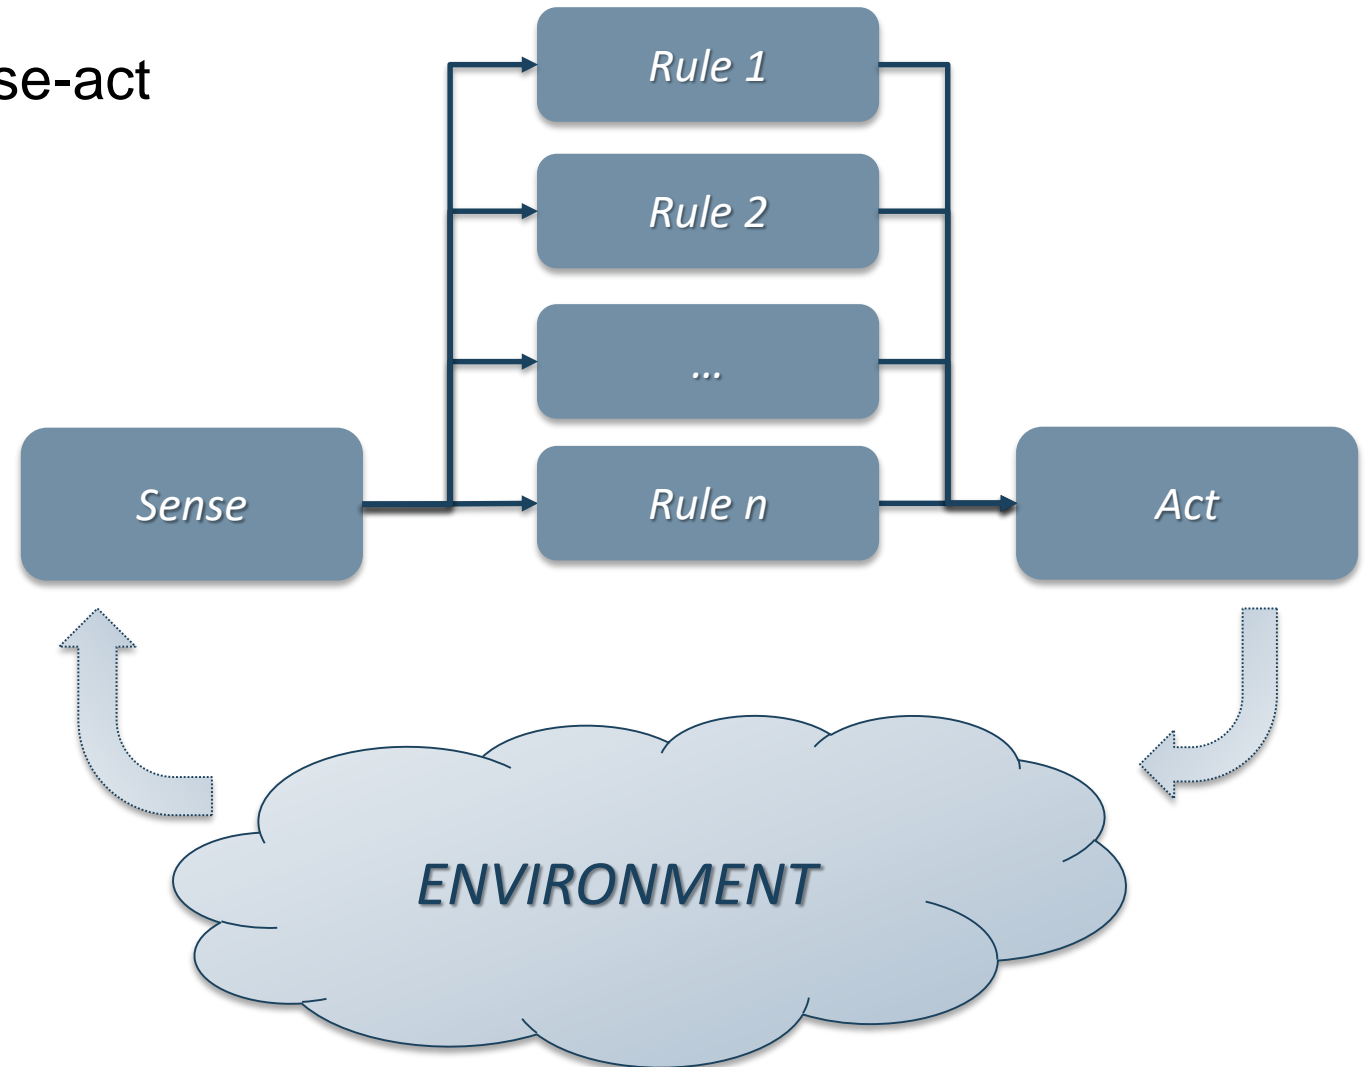 se-act
Rule 1
Rule 2
...
Rule n
Sense
Act
ENVIRONMENT